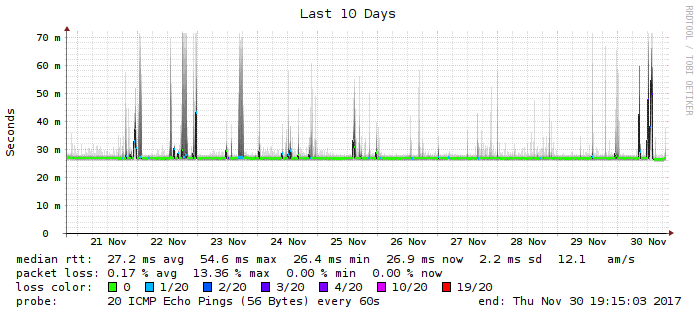 Last 10 Days
RRDTOOL / TOBI OETIKER
Seconds
70 m
60 m
50 m
40 m
30 m
20 m
10 m
0
21 Nov 22 Nov 23 Nov 24 Nov 25 Nov 26 Nov 27 Nov 28 Nov 29 Nov 30 Nov
median rtt: 27.2 ms avg 54.6 ms max 26.4 ms min 26.9 ms now 2.2 ms sd 12.1 am/s
packet loss: 0.17 % avg 13.36 % max 0.00 % min 0.00 % now
loss color: 0 1/20 2/20 3/20 4/20 10/20 19/20
probe: 20 ICMP Echo Pings (56 Bytes) every 60s end: Thu Nov 30 19:15:03 2017